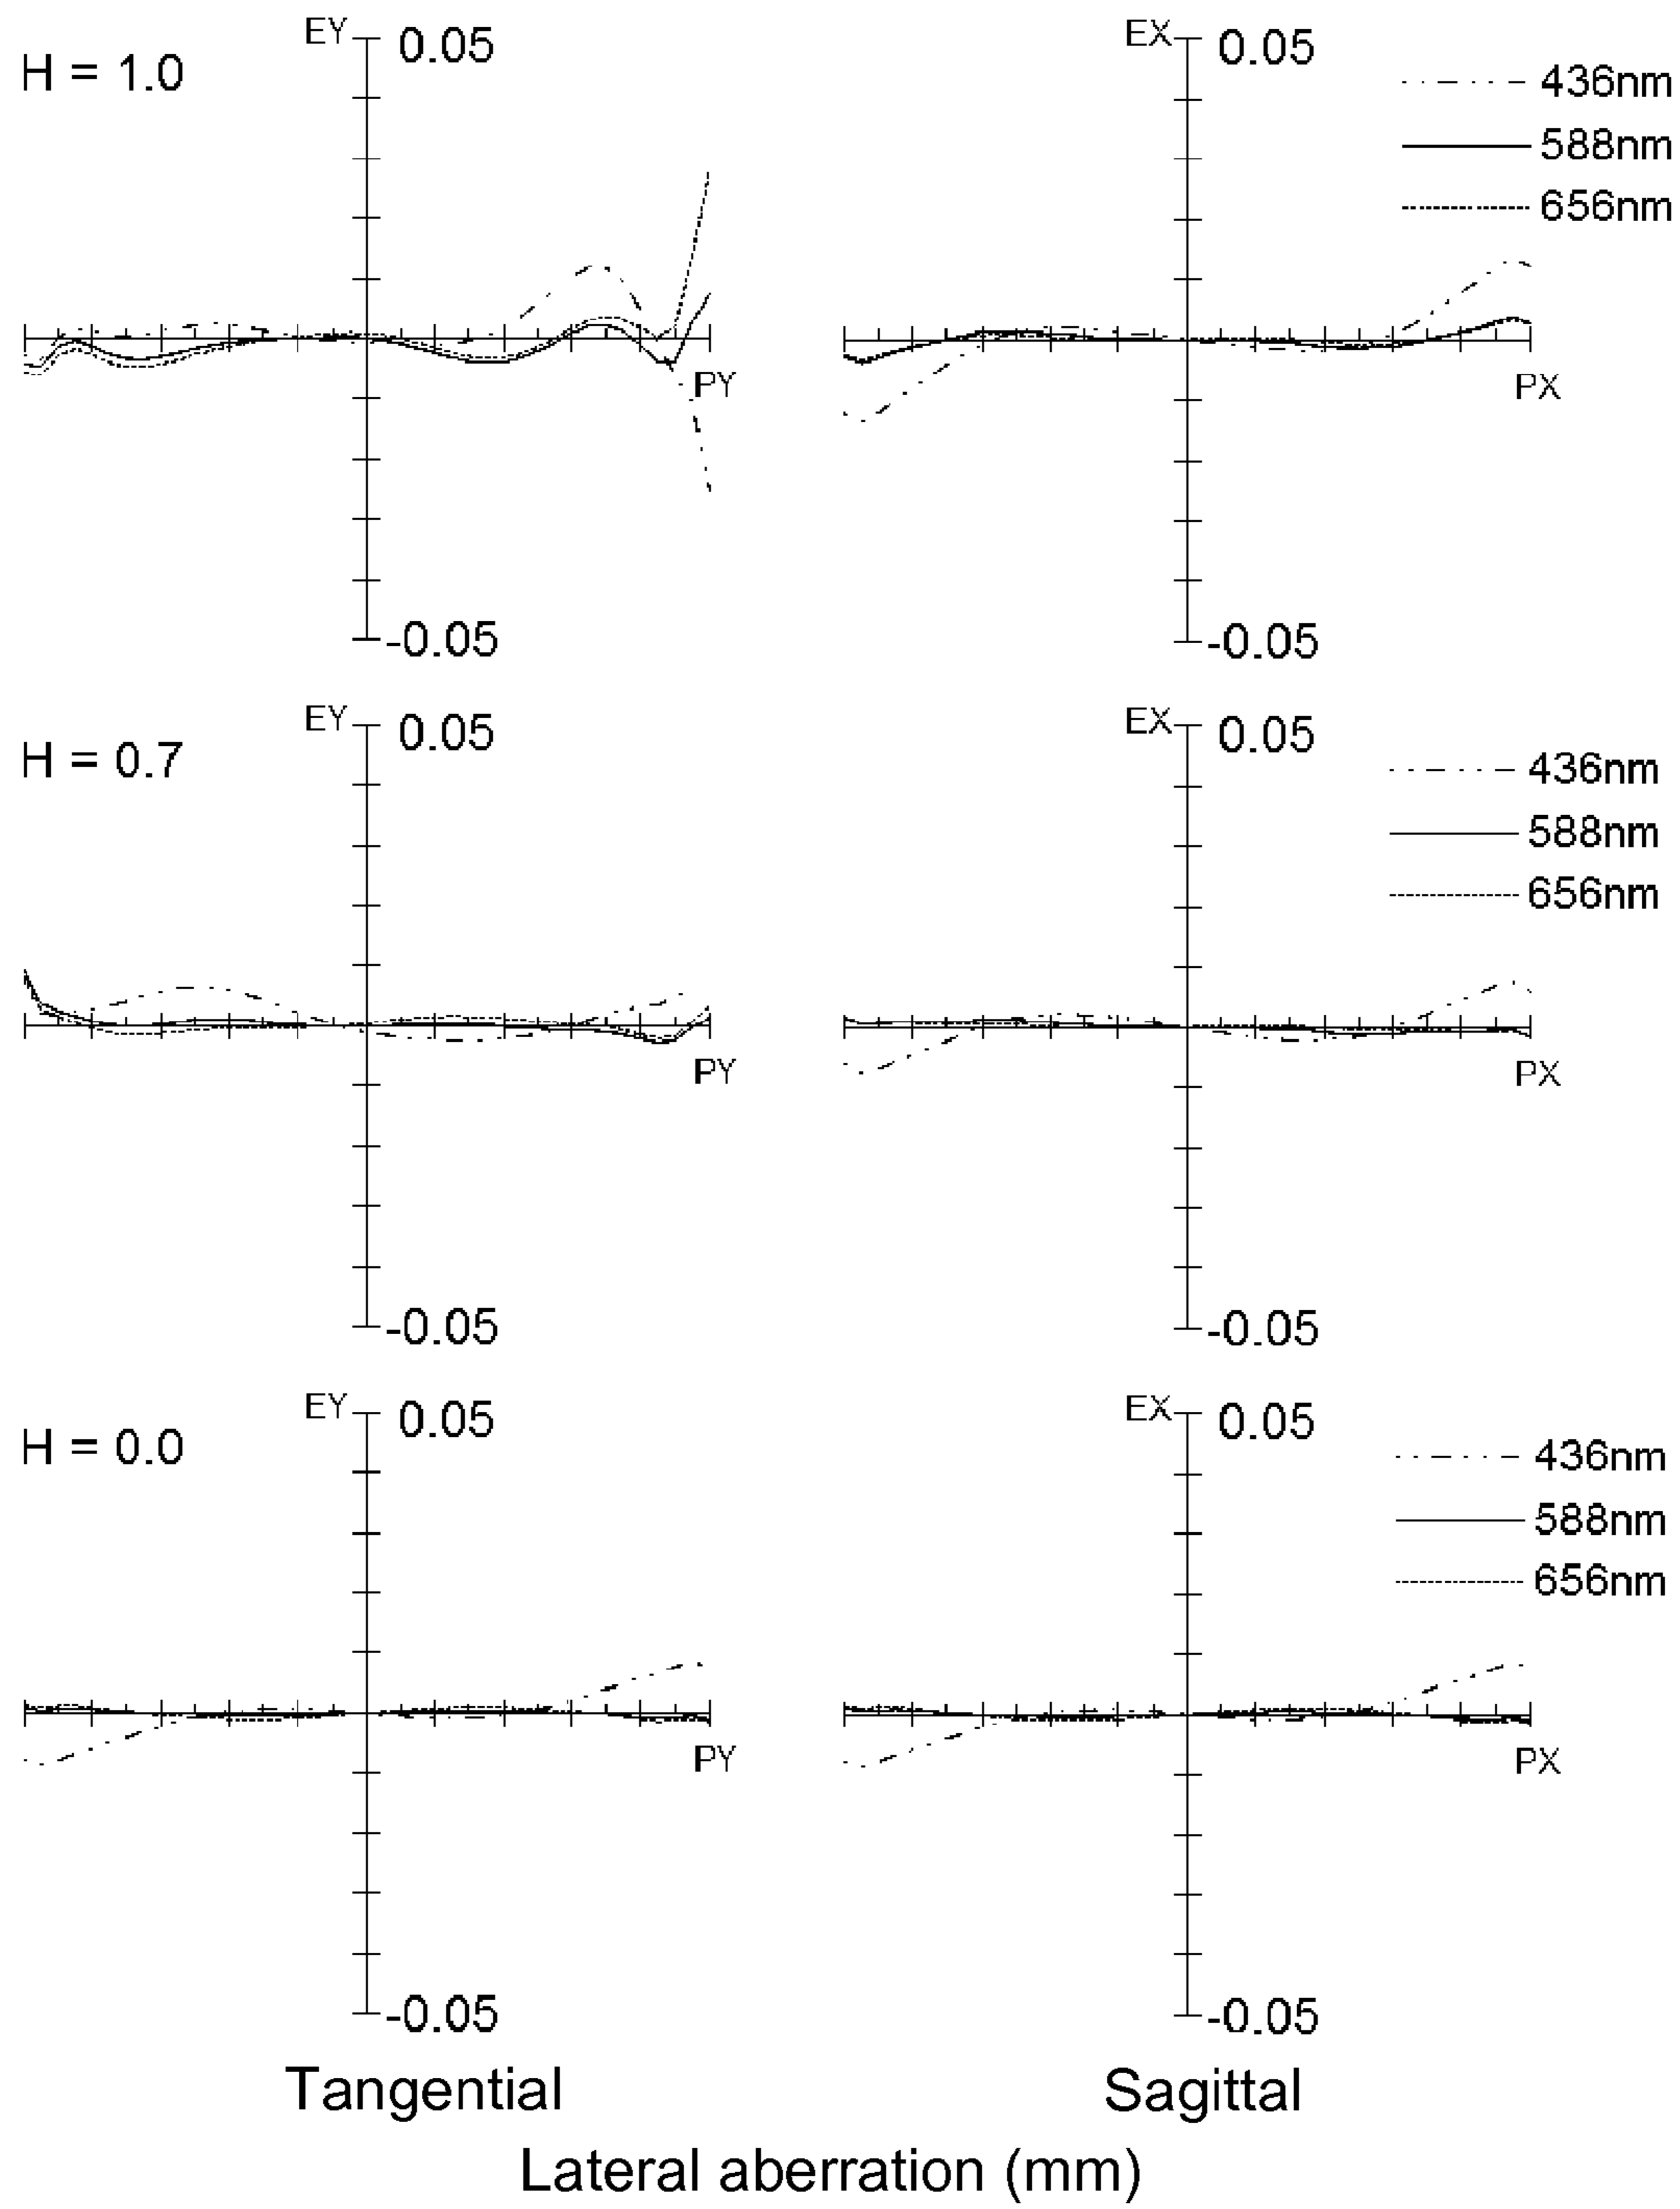 EY 0.05 EX 0.05
H = 1.0 436nm
588nm
656nm
PY PX
-0.05 -0.05
EY 0.05 EX 0.05
H = 0.7 436nm
588nm
656nm
PY PX
-0.05 -0.05
EY 0.05 EX 0.05
H = 0.0 436nm
588nm
656nm
PY PX
-0.05 -0.05
Tangential Sagittal
Lateral aberration (mm)